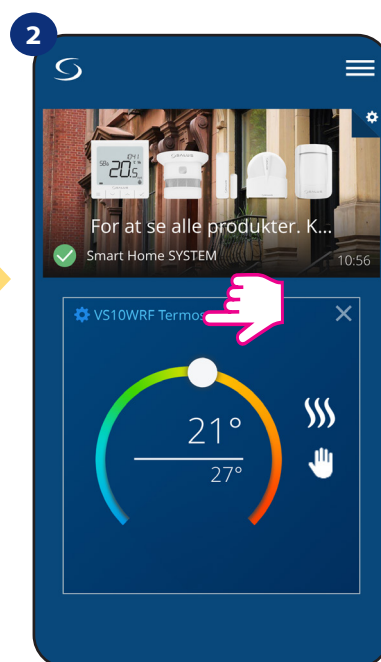 2
For at se alle produkter. K...
Smart Home SYSTEM
10:56
VS10WRF Termos
21°
27°